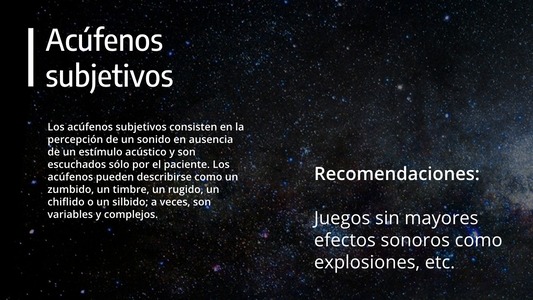 Acúfenos
subjetivos
Los acúfenos subjetivos consisten en la
percepción de un sonido en ausencia
de un estímulo acústico y son
escuchados sólo por el paciente. Los
acúfenos pueden describirse como un
zumbido, un timbre, un rugido, un
chiflido o un silbido; a veces, son
variables y complejos.
Recomendaciones:
Juegos sin mayores
efectos sonoros como
explosiones, etc.